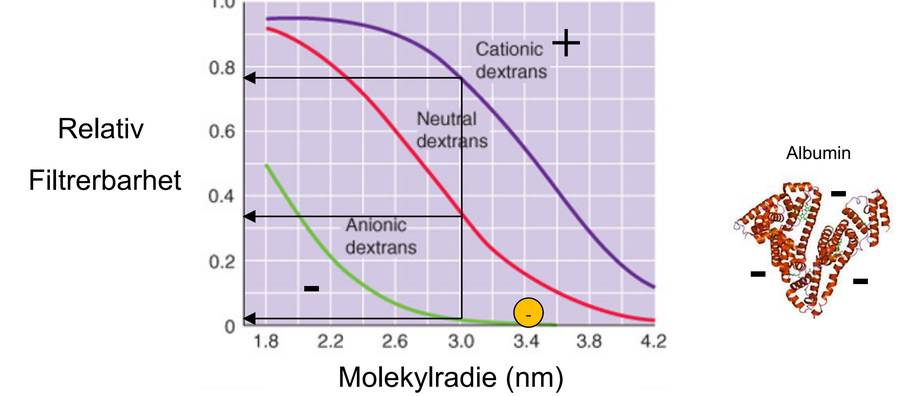 1.0
Cationic +
dextrans
0.8
Neutral
dextrans
Relativ
Filtrerbarhet
0.6
Albumin
-
-
-
0.4
Anionic
dextrans
0.2
-
-
0
1.8 2.2 2.6 3.0 3.4 3.8 4.2
Molekylradie (nm)